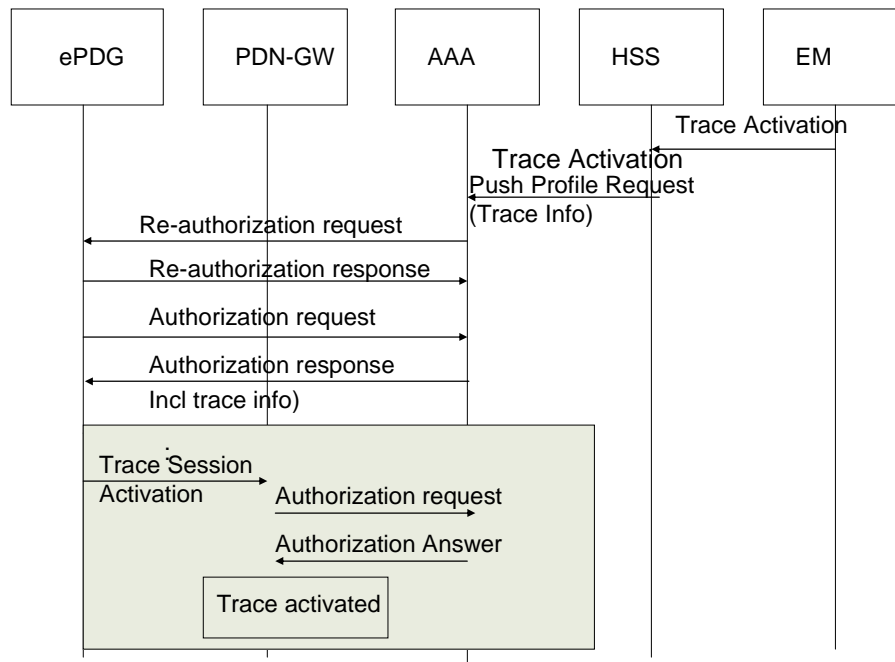 ePDG
PDN-GW
AAA
HSS
EM
Trace Activation
Trace Activation
Push Profile Request
(Trace Info)
Re-authorization request
Re-authorization response
Authorization request
Authorization response
Incl trace info)
:
Trace Session
Activation
Authorization request
Authorization Answer
Trace activated